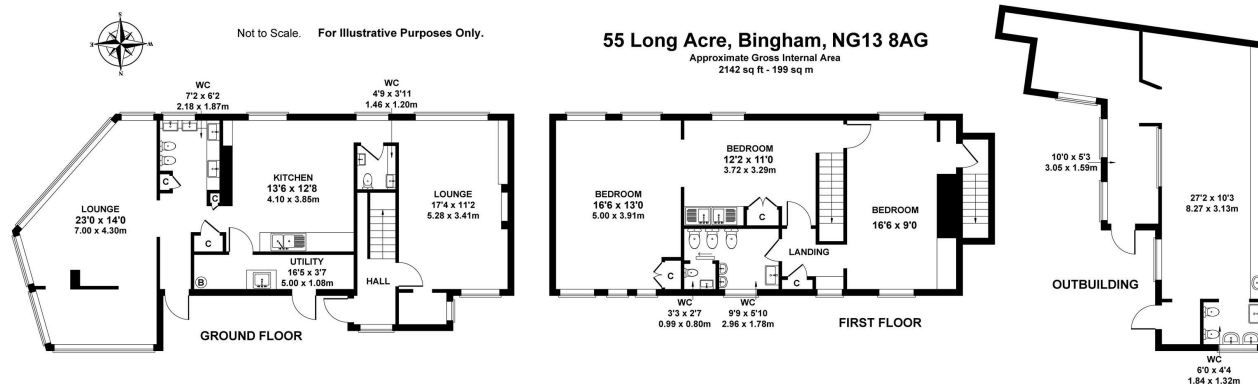 S
E
W
N
Not to Scale. For Illustrative Purposes Only.
55 Long Acre, Bingham, NG13 8AG
Approximate Gross Internal Area
2142 sq ft - 199 sq m
WC
7'2 x 6'2
2.18 x 1.87m
WC
4'9 x 3'11
1.46 x 1.20m
C
C
C
KITCHEN
13'6 x 12'8
4.10 x 3.85m
LOUNGE
23'0 x 14'0
7.00 x 4.30m
LOUNGE
17'4 x 11'2
5.28 x 3.41m
UTILITY
16'5 x 3'7
5.00 x 1.08m
B
HALL
GROUND FLOOR
BEDROOM
12'2 x 11'0
3.72 x 3.29m
BEDROOM
16'6 x 13'0
5.00 x 3.91m
BEDROOM
16'6 x 9'0
C
C
C
LANDING
WC
3'3 x 2'7
0.99 x 0.80m
WC
9'9 x 5'10
2.96 x 1.78m
FIRST FLOOR
10'0 x 5'3
3.05 x 1.59m
27'2 x 10'3
8.27 x 3.13m
OUTBUILDING
WC
6'0 x 4'4
1.84 x 1.32m